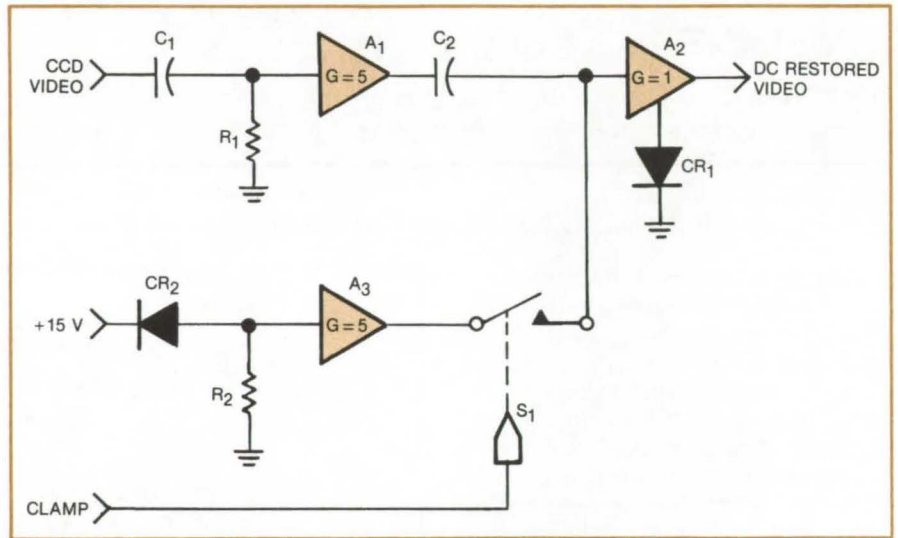 C1
C2
A1
A2
CCD
VIDEO
G = 5
G = 1
DC RESTORED
VIDEO
R1
CR1
CR2
A3
+15 V
G = 5
R2
S1
CLAMP